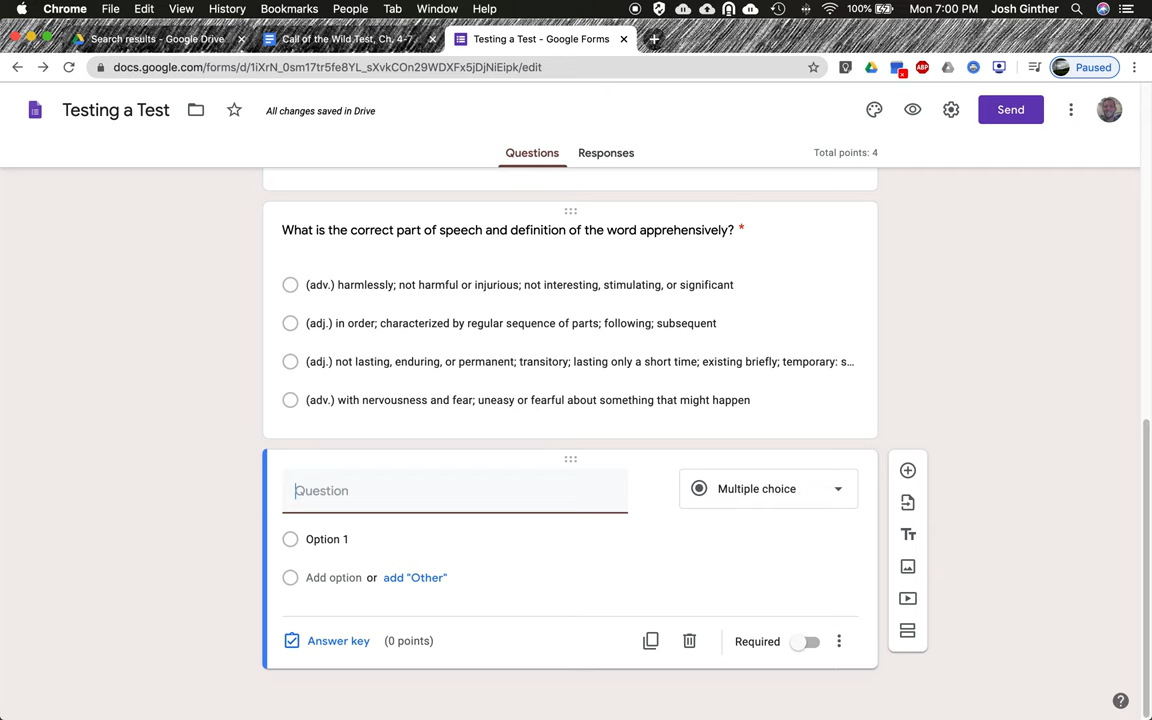 Chrome File Edit View History Bookmarks People Tab Window Help 100% Mon 7:00 PM Josh Ginther
Search results - Google Drive Call of the Wild Test, Ch. 4-7 Testing a Test - Google Forms
docs.google.com/forms/d/1iXrN_0sm17tr5fe8YL_sXvkCOn29WDXFx5jDjNiEipk/edit ABP Paused
Testing a Test All changes saved in Drive Send
Questions Responses Total points: 4
What is the correct part of speech and definition of the word apprehensively? *
(adv.) harmlessly; not harmful or injurious; not interesting, stimulating, or significant
(adj.) in order; characterized by regular sequence of parts; following; subsequent
(adj.) not lasting, enduring, or permanent; transitory; lasting only a short time; existing briefly; temporary: s...
(adv.) with nervousness and fear; uneasy or fearful about something that might happen
Question Multiple choice
Option 1
Add option or add "Other"
Answer key (0 points) Required